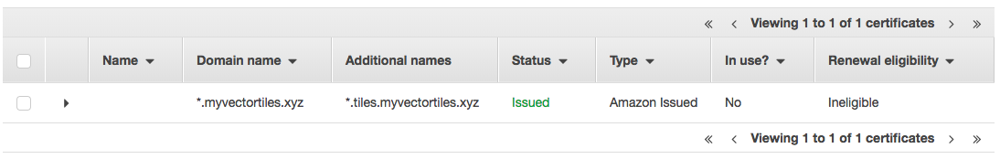 « ‹ Viewing 1 to 1 of 1 certificates › »
Name Domain name Additional names Status Type In use? Renewal eligibility
*.myvectortiles.xyz *.tiles.myvectortiles.xyz Issued Amazon Issued No Ineligible
« ‹ Viewing 1 to 1 of 1 certificates › »